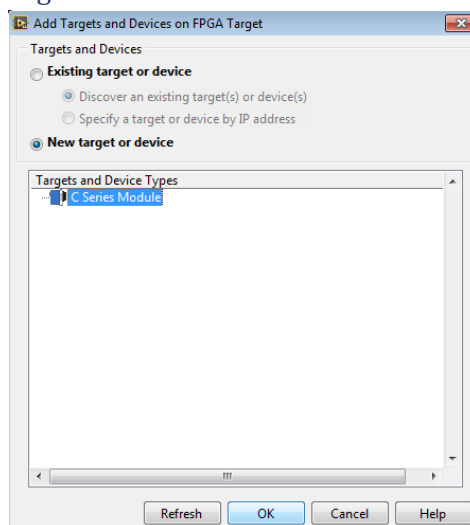 Add Targets and Devices on FPGA Target
Targets and Devices
Existing target or device
Discover an existing target(s) or device(s)
Specify a target or device by IP address
New target or device
Targets and Device Types
C Series Module
Refresh OK Cancel Help